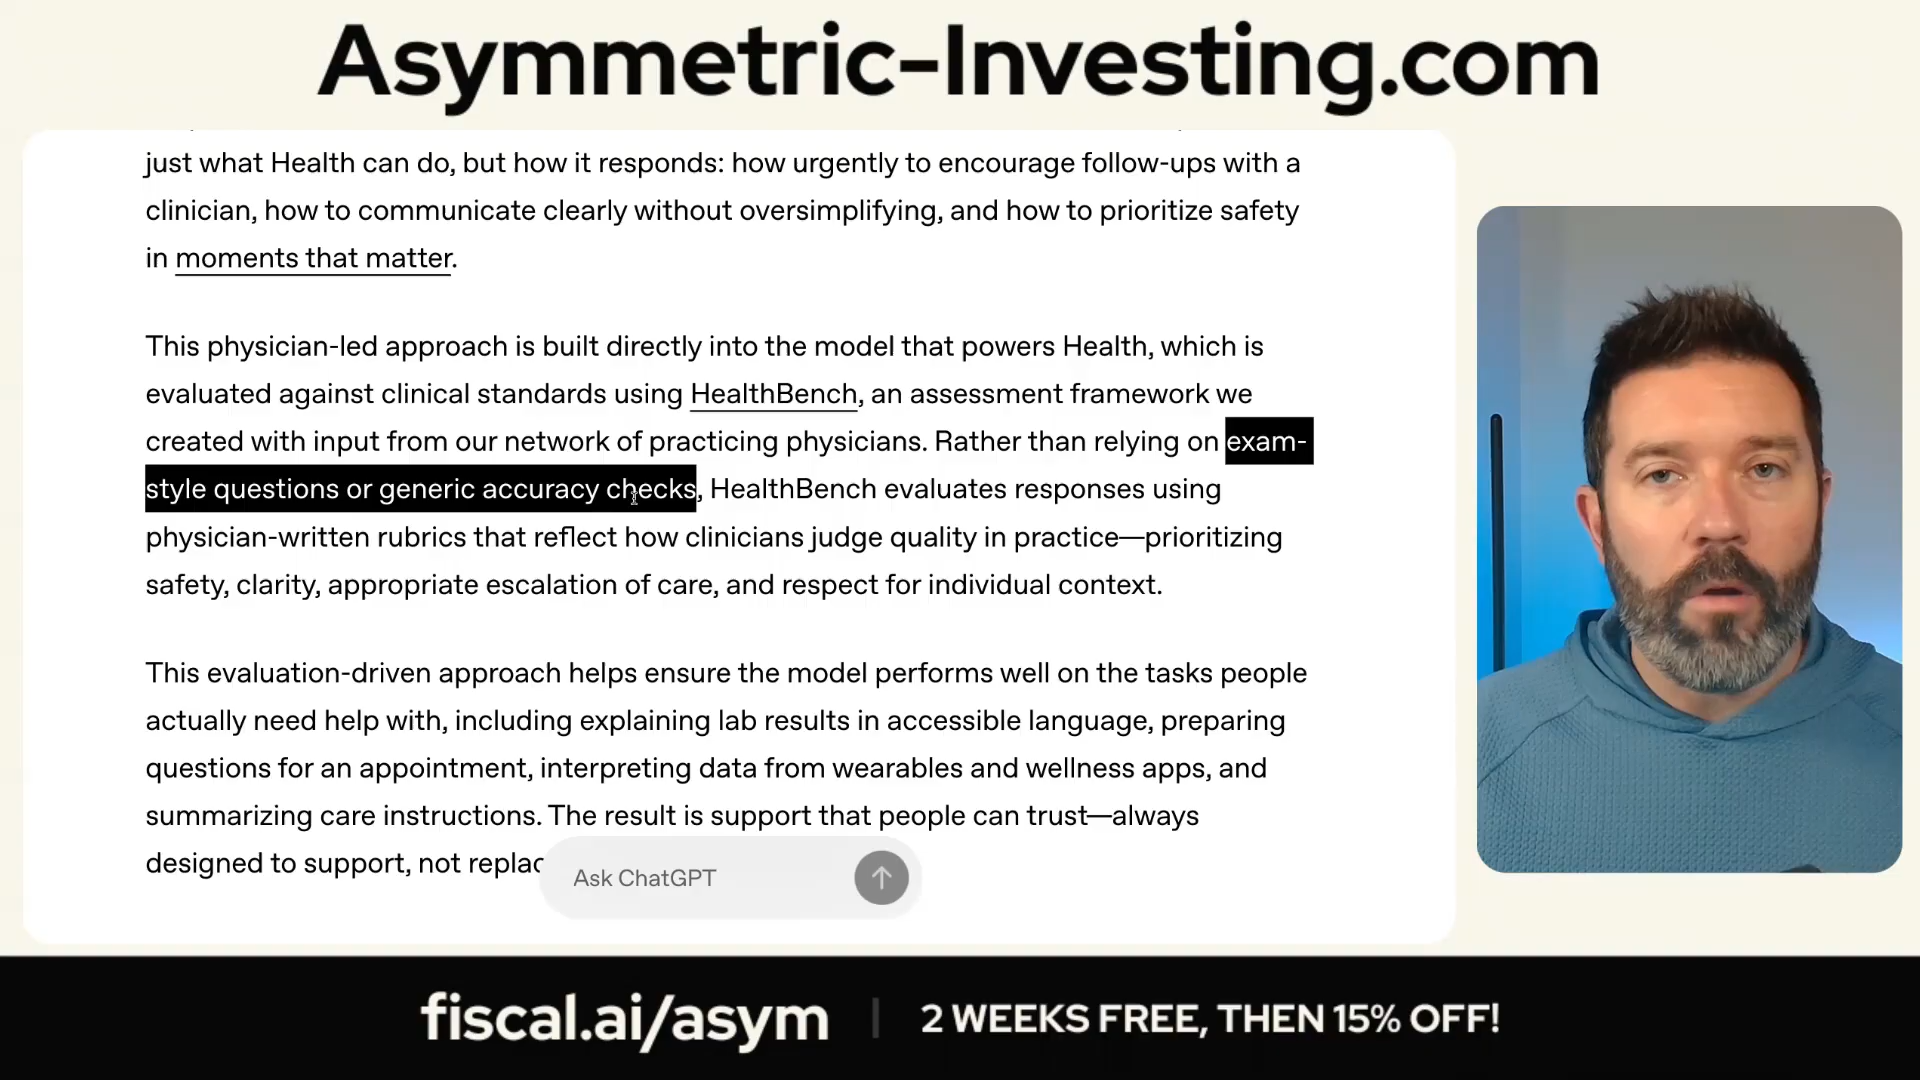 Asymmetric-Investing.com
just what Health can do, but how it responds: how urgently to encourage follow-ups with a
clinician, how to communicate clearly without oversimplifying, and how to prioritize safety
in moments that matter.
This physician-led approach is built directly into the model that powers Health, which is
evaluated against clinical standards using HealthBench, an assessment framework we
created with input from our network of practicing physicians. Rather than relying on exam-
style questions or generic accuracy checks, HealthBench evaluates responses using
physician-written rubrics that reflect how clinicians judge quality in practice—prioritizing
safety, clarity, appropriate escalation of care, and respect for individual context.
This evaluation-driven approach helps ensure the model performs well on the tasks people
actually need help with, including explaining lab results in accessible language, preparing
questions for an appointment, interpreting data from wearables and wellness apps, and
summarizing care instructions. The result is support that people can trust—always
designed to support, not replac
Ask ChatGPT
fiscal.ai/asym | 2 WEEKS FREE, THEN 15% OFF!